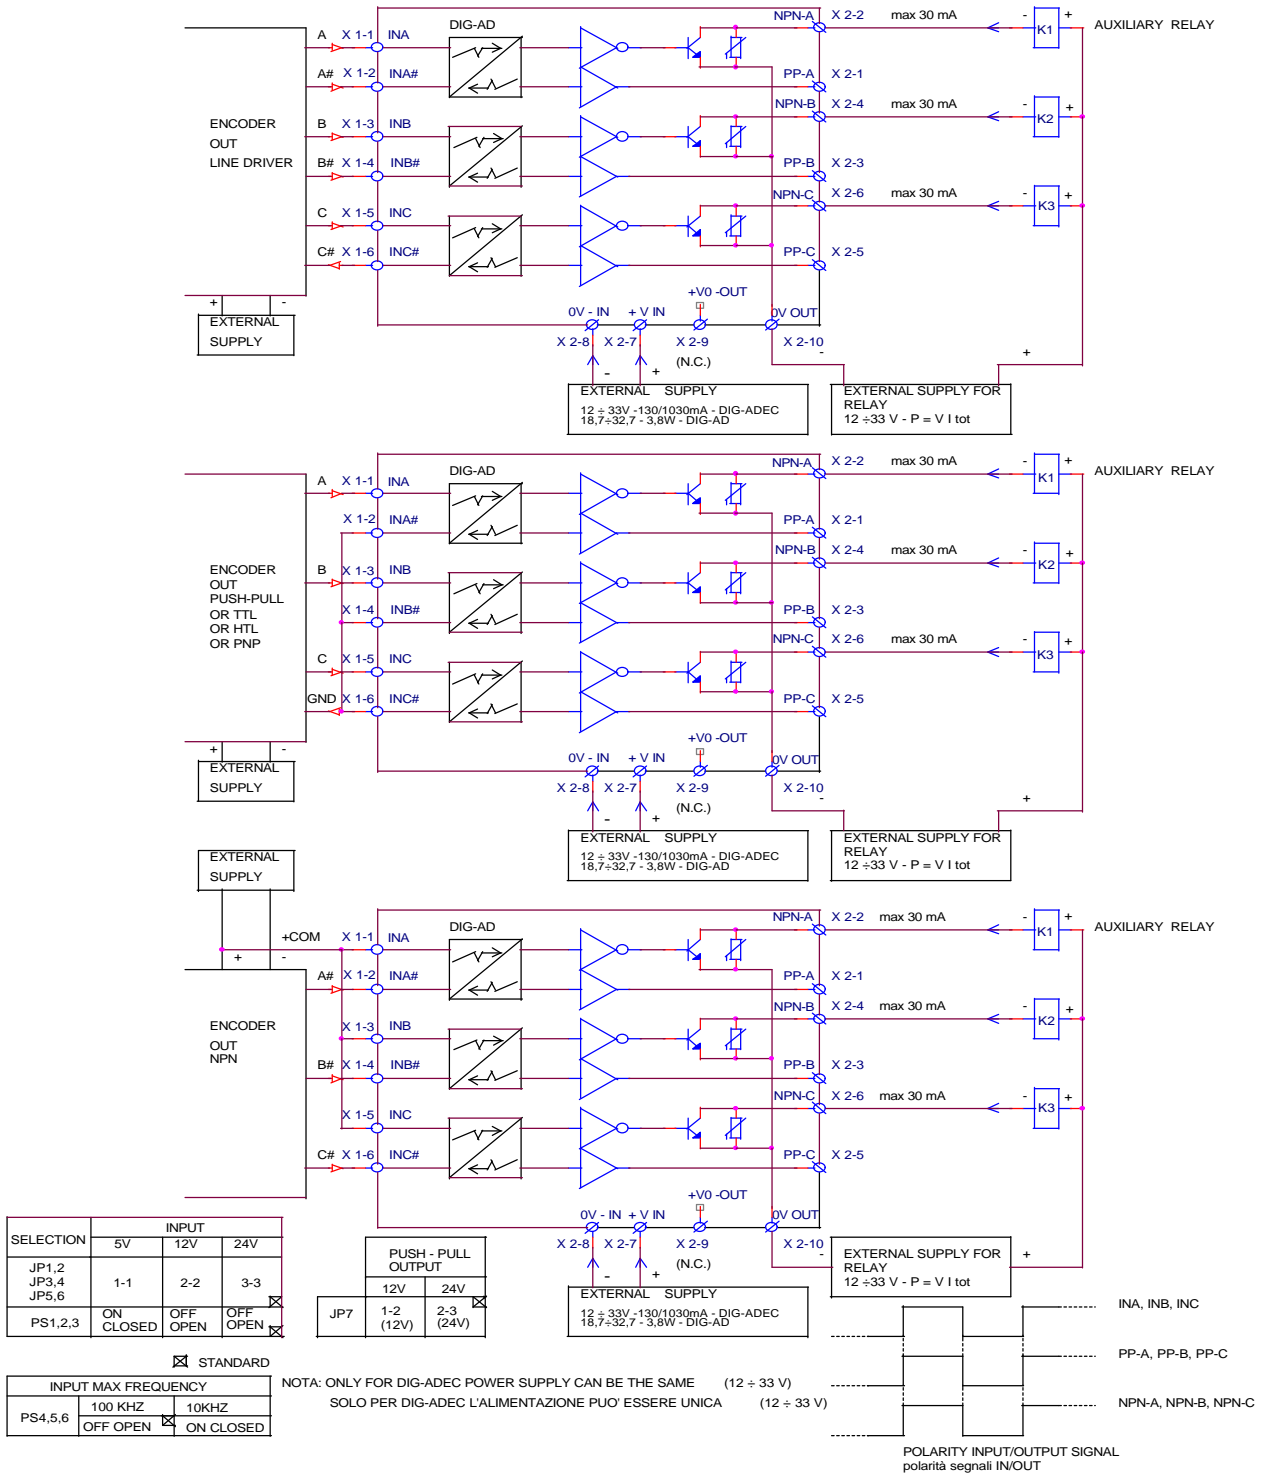 NPN-A X 2-2 max 30 mA - + AUXILIARY RELAY
K1
DIG-AD
A X 1-1 INA
A# X 1-2 INA#
PP-A X 2-1
NPN-B X 2-4 max 30 mA - +
K2
ENCODER
OUT
LINE DRIVER
B X 1-3 INB
B# X 1-4 INB#
PP-B X 2-3
NPN-C X 2-6 max 30 mA - +
K3
C X 1-5 INC
C# X 1-6 INC#
PP-C X 2-5
+ -
EXTERNAL
SUPPLY
+V0 -OUT
0V - IN + V IN 0V OUT
X 2-8 X 2-7 X 2-9 X 2-10
(N.C.)
- +
- +
EXTERNAL SUPPLY
12 ÷ 33V -130/1030mA - DIG-ADEC
18,7÷32,7 - 3,8W - DIG-AD
EXTERNAL SUPPLY FOR
RELAY
12 ÷33 V - P = V I tot
NPN-A X 2-2 max 30 mA - + AUXILIARY RELAY
K1
DIG-AD
A X 1-1 INA
X 1-2 INA#
PP-A X 2-1
NPN-B X 2-4 max 30 mA - +
K2
ENCODER
OUT
PUSH-PULL
OR TTL
OR HTL
OR PNP
B X 1-3 INB
X 1-4 INB#
PP-B X 2-3
NPN-C X 2-6 max 30 mA - +
K3
C X 1-5 INC
GND X 1-6 INC#
PP-C X 2-5
+ -
EXTERNAL
SUPPLY
+V0 -OUT
0V - IN + V IN 0V OUT
X 2-8 X 2-7 X 2-9 X 2-10
(N.C.)
- +
- +
EXTERNAL SUPPLY
12 ÷ 33V -130/1030mA - DIG-ADEC
18,7÷32,7 - 3,8W - DIG-AD
EXTERNAL SUPPLY FOR
RELAY
12 ÷33 V - P = V I tot
EXTERNAL
SUPPLY
NPN-A X 2-2 max 30 mA - + AUXILIARY RELAY
K1
DIG-AD
+COM X 1-1 INA
+ -
A# X 1-2 INA#
PP-A X 2-1
NPN-B X 2-4 max 30 mA - +
K2
ENCODER
OUT
NPN
X 1-3 INB
B# X 1-4 INB#
PP-B X 2-3
NPN-C X 2-6 max 30 mA - +
K3
X 1-5 INC
C# X 1-6 INC#
PP-C X 2-5
+V0 -OUT
0V - IN + V IN 0V OUT
X 2-8 X 2-7 X 2-9 X 2-10
(N.C.)
- +
- +
EXTERNAL SUPPLY
12 ÷ 33V -130/1030mA - DIG-ADEC
18,7÷32,7 - 3,8W - DIG-AD
EXTERNAL SUPPLY FOR
RELAY
12 ÷33 V - P = V I tot
SELECTION INPUT
5V 12V 24V
JP1,2
JP3,4
JP5,6
1-1 2-2 3-3
PS1,2,3
ON CLOSED
OFF OPEN
OFF OPEN
PUSH - PULL
OUTPUT
12V 24V
JP7
1-2 (12V)
2-3 (24V)
STANDARD
INPUT MAX FREQUENCY
PS4,5,6
100 KHZ 10KHZ
OFF OPEN ON CLOSED
NOTA: ONLY FOR DIG-ADEC POWER SUPPLY CAN BE THE SAME (12 ÷ 33 V)
SOLO PER DIG-ADEC L'ALIMENTAZIONE PUO' ESSERE UNICA (12 ÷ 33 V)
INA, INB, INC
PP-A, PP-B, PP-C
NPN-A, NPN-B, NPN-C
POLARITY INPUT/OUTPUT SIGNAL
polarità segnali IN/OUT